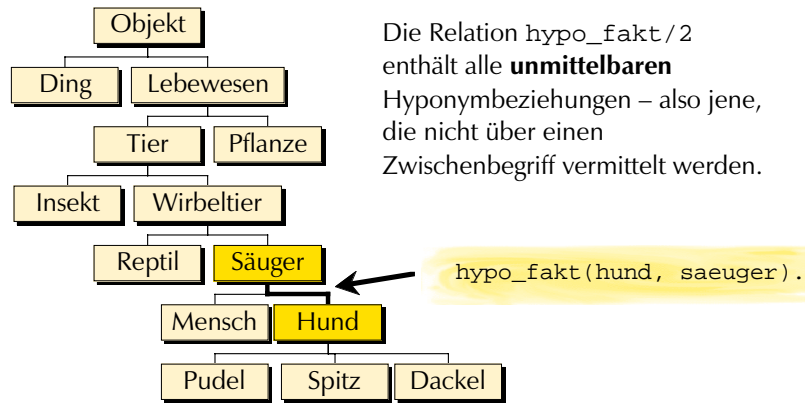 Objekt
Die Relation hypo_fakt/2
enthält alle unmittelbaren
Hyponymbeziehungen – also jene,
die nicht über einen
Zwischenbegriff vermittelt werden.
Ding Lebewesen
Tier Pflanze
Insekt Wirbeltier
Reptil Säuger
hypo_fakt(hund, saeuger).
Mensch Hund
Pudel Spitz Dackel